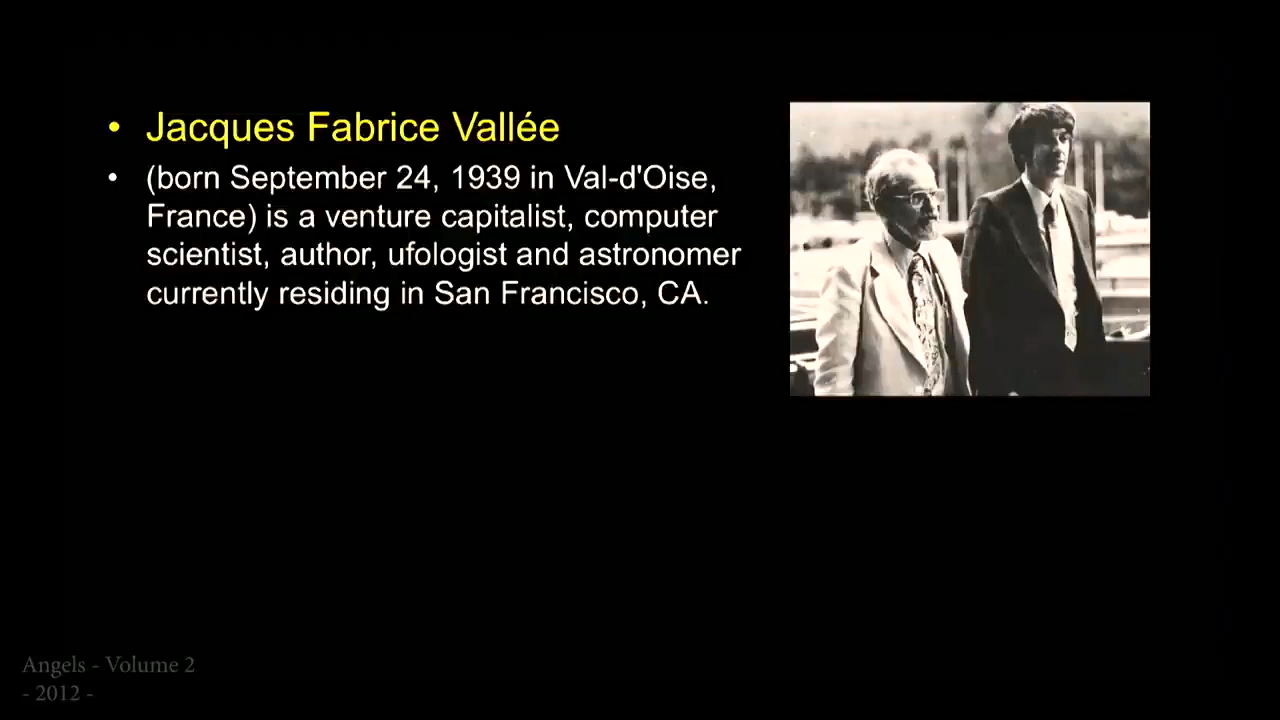 • Jacques Fabrice Vallée
• (born September 24, 1939 in Val-d'Oise,
France) is a venture capitalist, computer
scientist, author, ufologist and astronomer
currently residing in San Francisco, CA.
Angels - Volume 2
- 2012 -